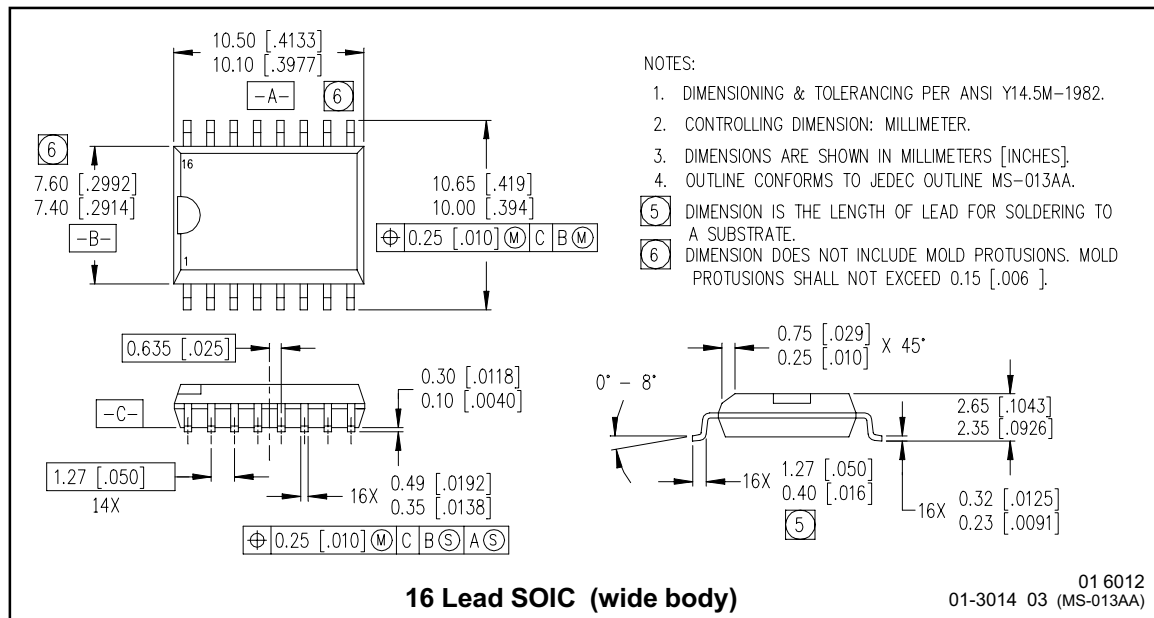 10.50 [.4133]
10.10 [.3977]
-A- 6
6
7.60 [.2992]
7.40 [.2914]
-B-
16
1
10.65 [.419]
10.00 [.394]
⌖ 0.25 [.010] Ⓜ C B Ⓜ
NOTES:
1. DIMENSIONING & TOLERANCING PER ANSI Y14.5M-1982.
2. CONTROLLING DIMENSION: MILLIMETER.
3. DIMENSIONS ARE SHOWN IN MILLIMETERS [INCHES].
4. OUTLINE CONFORMS TO JEDEC OUTLINE MS-013AA.
5 DIMENSION IS THE LENGTH OF LEAD FOR SOLDERING TO
A SUBSTRATE.
6 DIMENSION DOES NOT INCLUDE MOLD PROTUSIONS. MOLD
PROTUSIONS SHALL NOT EXCEED 0.15 [.006 ].
0.635 [.025]
-C-
0.30 [.0118]
0.10 [.0040]
1.27 [.050]
14X
16X 0.49 [.0192]
0.35 [.0138]
⌖ 0.25 [.010] Ⓜ C B Ⓢ A Ⓢ
0.75 [.029]
0.25 [.010] X 45°
0° - 8°
2.65 [.1043]
2.35 [.0926]
16X 1.27 [.050]
0.40 [.016]
5
16X 0.32 [.0125]
0.23 [.0091]
16 Lead SOIC (wide body)
01 6012
01-3014 03 (MS-013AA)